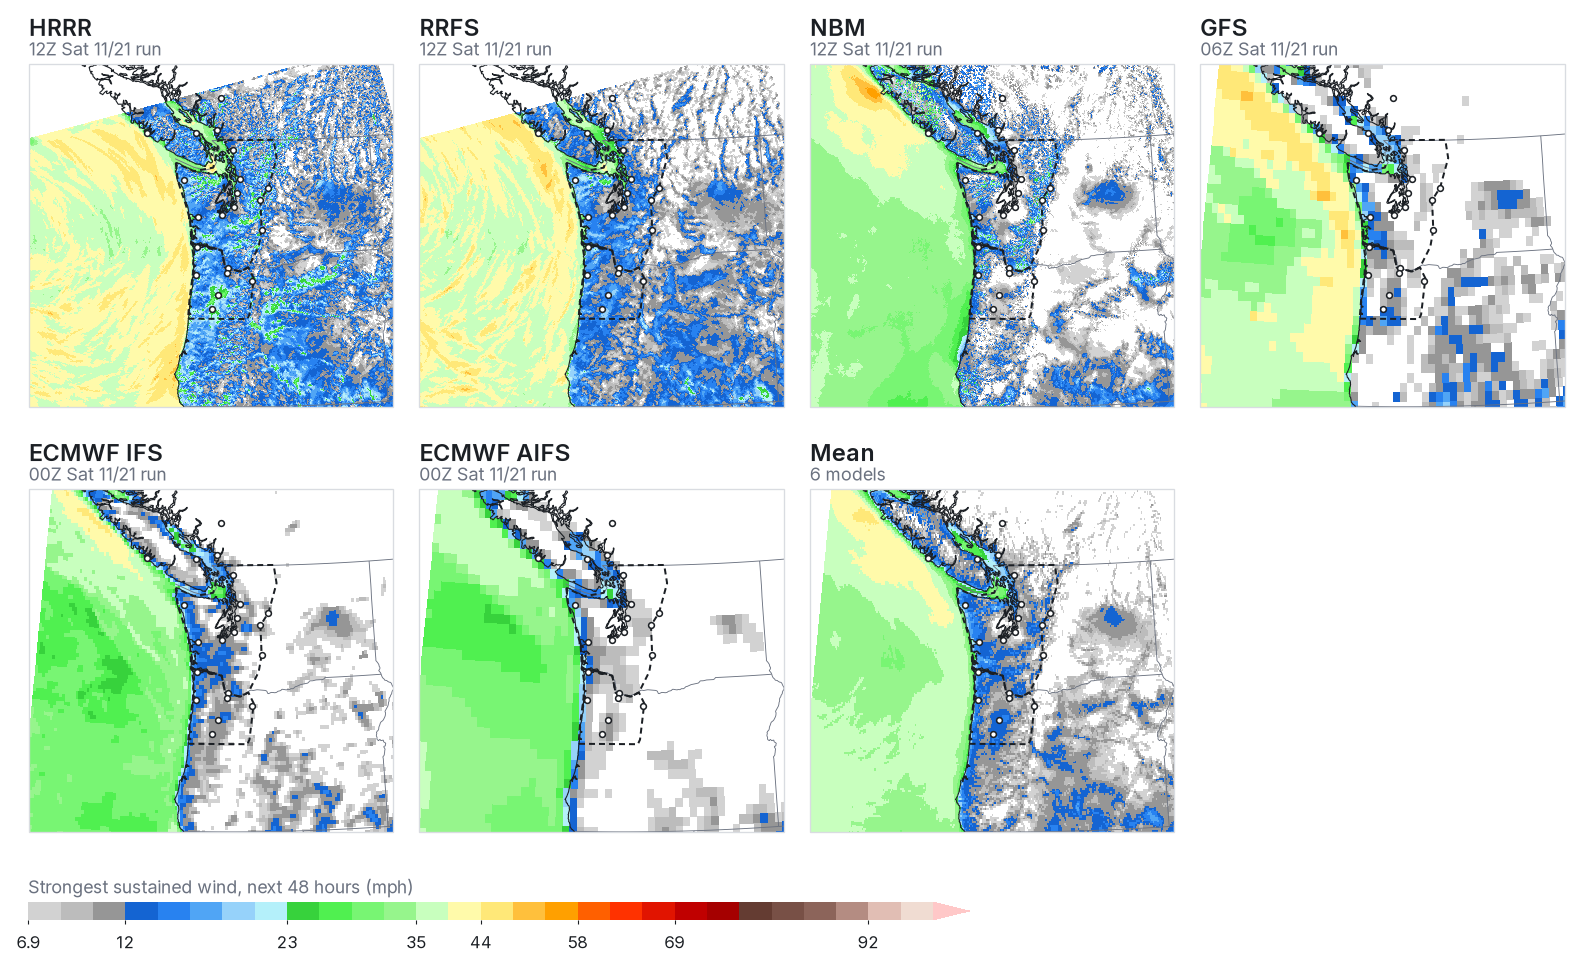 HRRR
12Z Sat 11/21 run
RRFS
12Z Sat 11/21 run
NBM
12Z Sat 11/21 run
GFS
06Z Sat 11/21 run
ECMWF IFS
00Z Sat 11/21 run
ECMWF AIFS
00Z Sat 11/21 run
Mean
6 models
Strongest sustained wind, next 48 hours (mph)
6.9 12 23 35 44 58 69 92